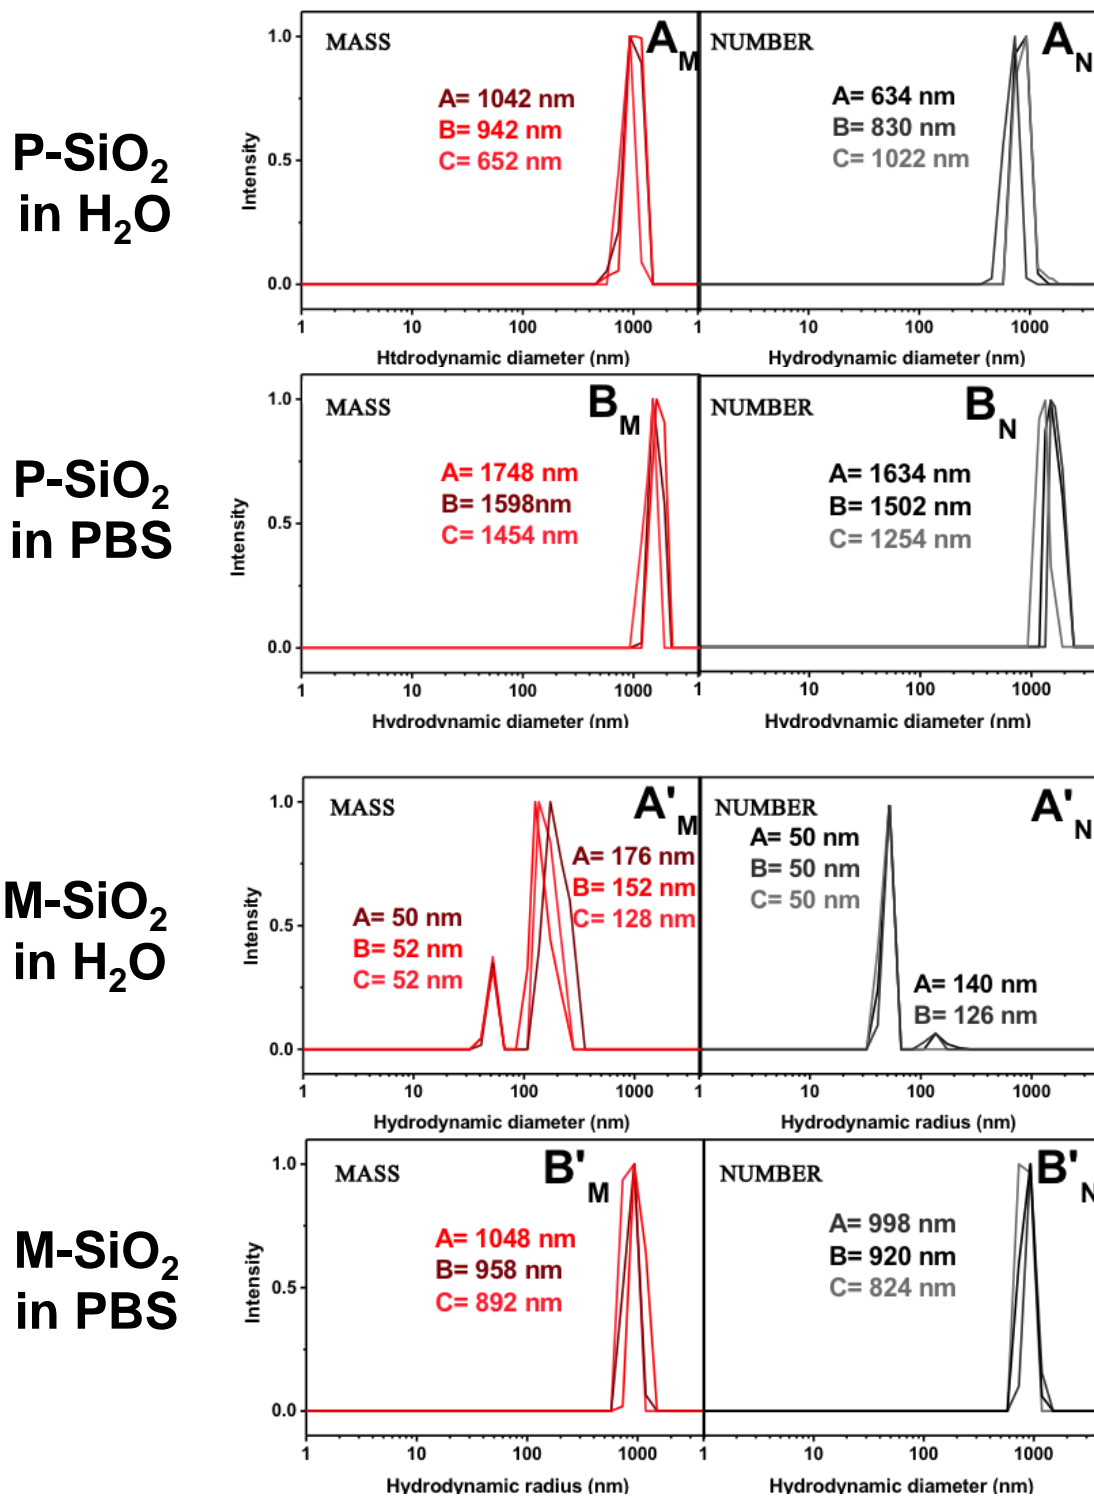 P-SiO2
in H2O
MASS
AM
A= 1042 nm
B= 942 nm
C= 652 nm
Intensity
1.0
0.5
0.0
1 10 100 1000 1
Htdrodynamic diameter (nm)
NUMBER
AN
A= 634 nm
B= 830 nm
C= 1022 nm
10 100 1000
Hydrodynamic diameter (nm)
P-SiO2
in PBS
MASS
BM
A= 1748 nm
B= 1598nm
C= 1454 nm
Intensity
1.0
0.5
0.0
1 10 100 1000 1
Hydrodynamic diameter (nm)
NUMBER
BN
A= 1634 nm
B= 1502 nm
C= 1254 nm
10 100 1000
Hydrodynamic diameter (nm)
M-SiO2
in H2O
MASS
A'M
A= 176 nm
B= 152 nm
C= 128 nm
A= 50 nm
B= 52 nm
C= 52 nm
Intensity
1.0
0.5
0.0
1 10 100 1000 1
Hydrodynamic diameter (nm)
NUMBER
A'N
A= 50 nm
B= 50 nm
C= 50 nm
A= 140 nm
B= 126 nm
10 100 1000
Hydrodynamic radius (nm)
M-SiO2
in PBS
MASS
B'M
A= 1048 nm
B= 958 nm
C= 892 nm
Intensity
1.0
0.5
0.0
1 10 100 1000 1
Hydrodynamic radius (nm)
NUMBER
B'N
A= 998 nm
B= 920 nm
C= 824 nm
10 100 1000
Hydrodynamic diameter (nm)